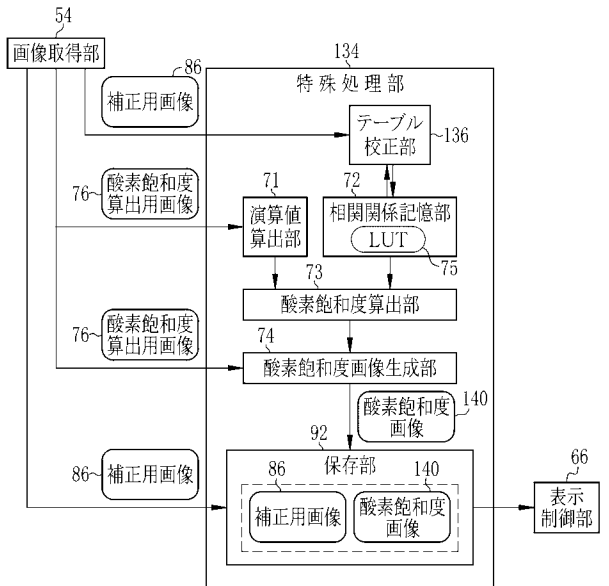 54
画像取得部
86
補正用画像
134
特殊処理部
テーブル
校正部
136
76
酸素飽和度
算出用画像
71
演算値
算出部
72
相関関係記憶部
LUT
75
73
酸素飽和度算出部
76
酸素飽和度
算出用画像
74
酸素飽和度画像生成部
酸素飽和度
画像
140
86
補正用画像
92
保存部
86
補正用画像
140
酸素飽和度
画像
66
表示
制御部